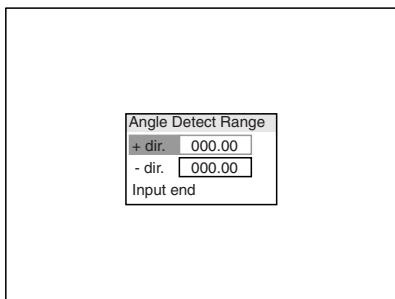 Angle Detect Range
+ dir. 000.00
- dir. 000.00
Input end